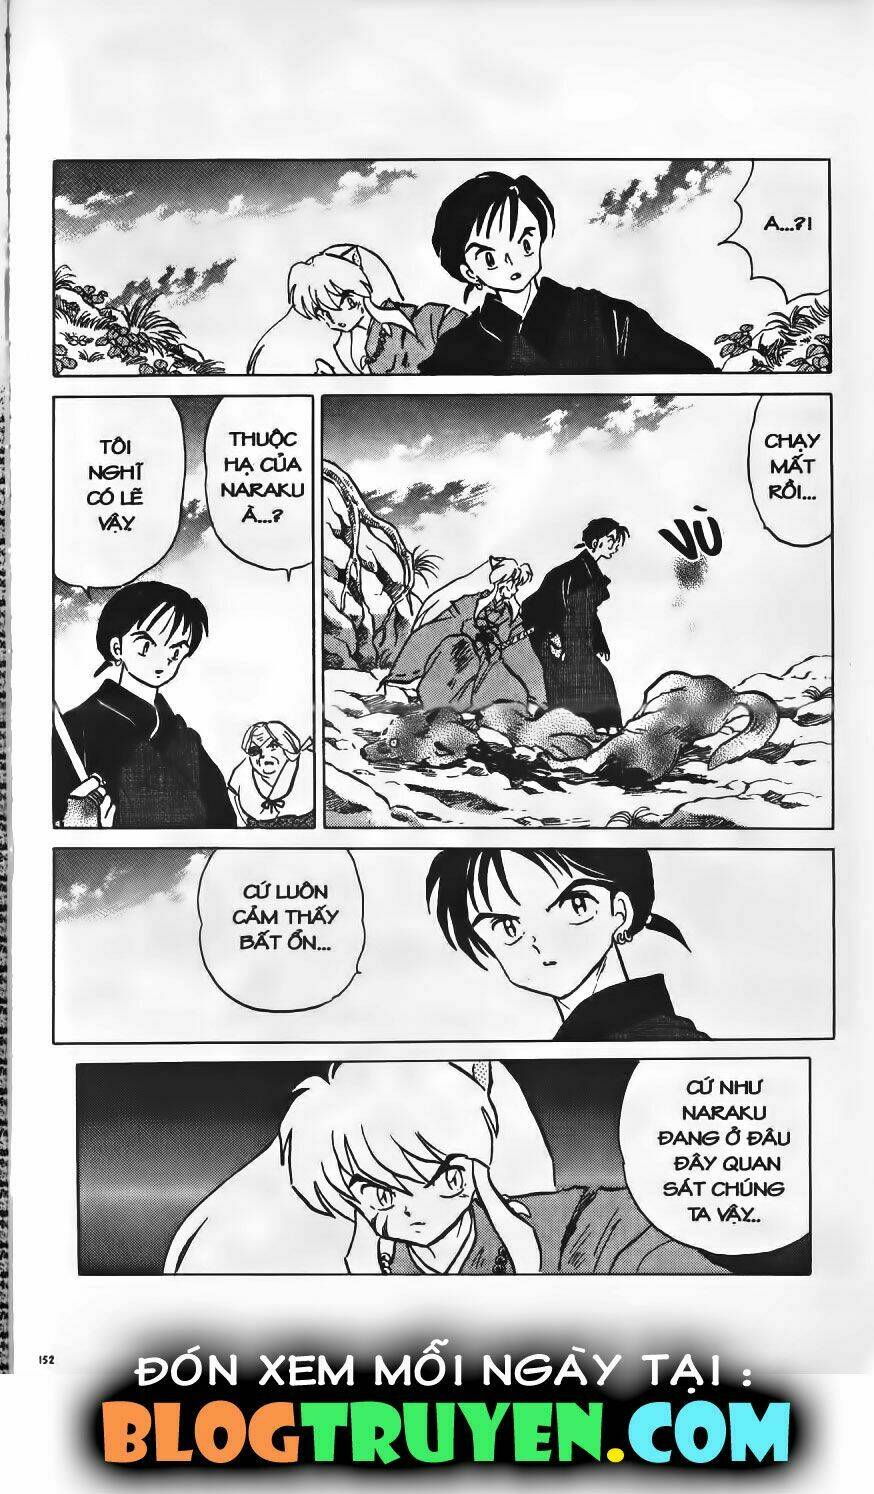 A...?!
CHẠY
MẤT
RỒI...
VÙ
THUỘC
HẠ CỦA
NARAKU
À...?
TÔI
NGHĨ
CÓ LẼ
VẬY.
CỨ LUÔN
CẢM THẤY
BẤT ỔN...
CỨ NHƯ
NARAKU
ĐANG Ở ĐÂU
ĐÂY QUAN
SÁT CHÚNG
TA VẬY...
152
ĐÓN XEM MỖI NGÀY TẠI :
BLOGTRUYEN.COM